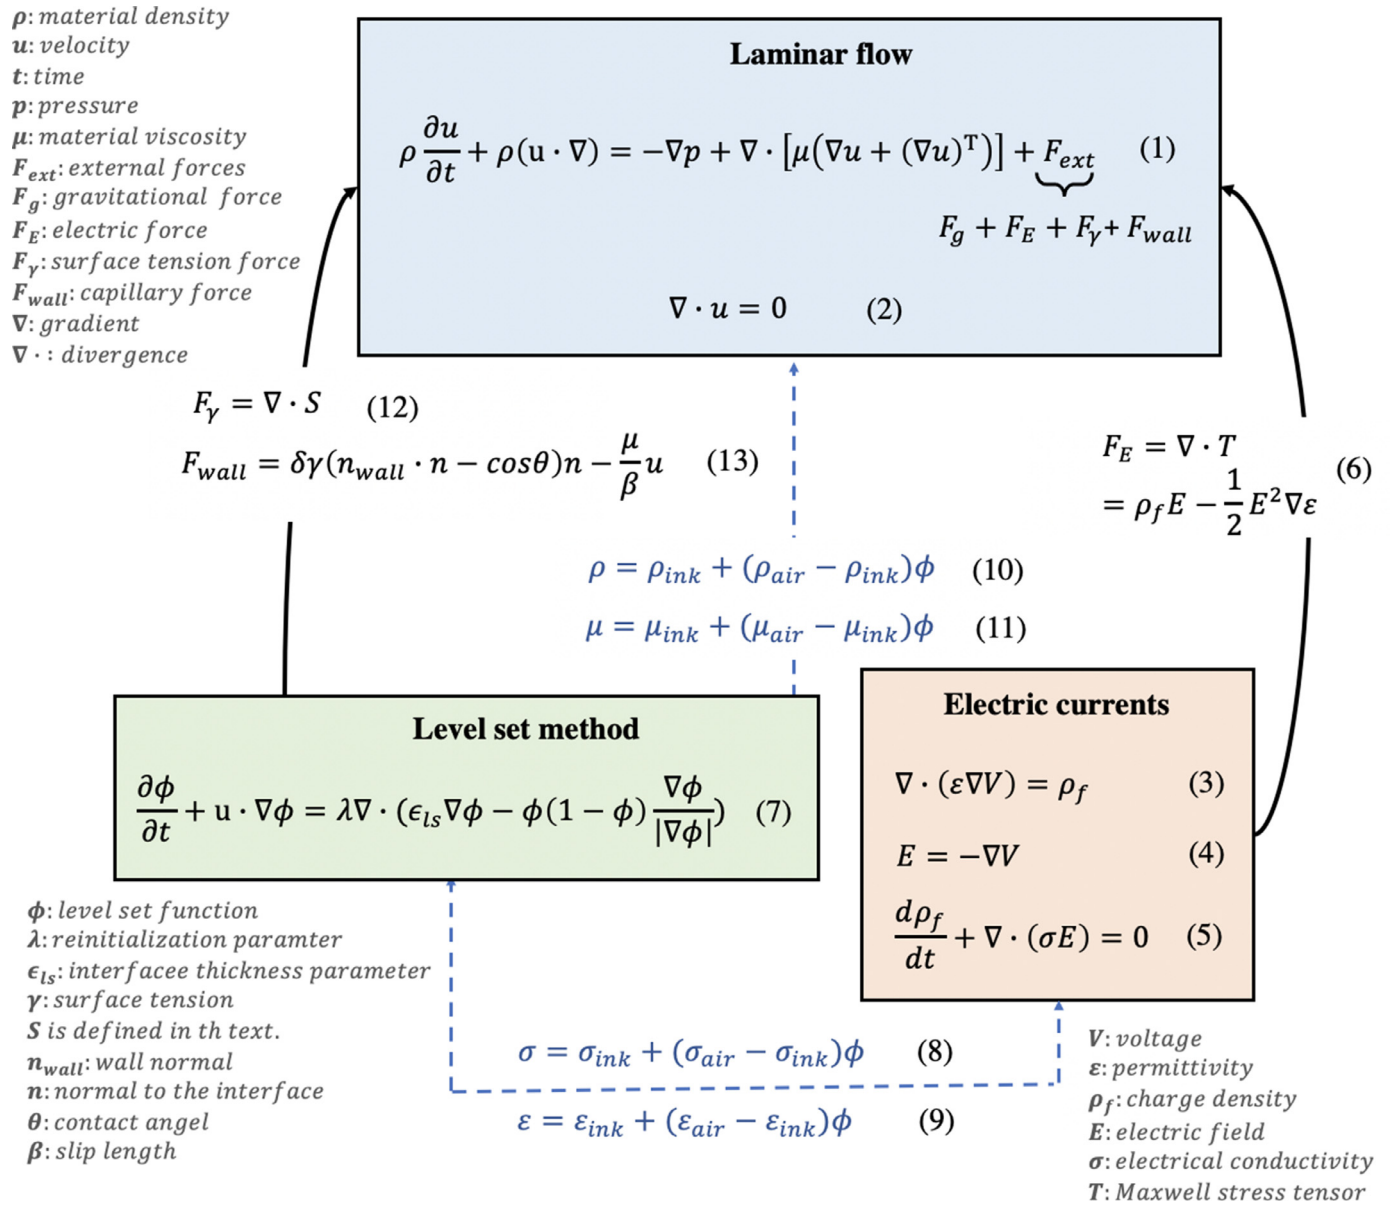 ρ: material density
u: velocity
t: time
p: pressure
μ: material viscosity
F_ext: external forces
F_g: gravitational force
F_E: electric force
F_γ: surface tension force
F_wall: capillary force
∇: gradient
∇· : divergence
Laminar flow
ρ ∂u/∂t + ρ(u · ∇) = −∇p + ∇ · [μ(∇u + (∇u)^T)] + F_ext (1)
F_g + F_E + F_γ + F_wall
∇ · u = 0 (2)
F_γ = ∇ · S (12)
F_wall = δγ(n_wall · n − cosθ)n − μ/β u (13)
F_E = ∇ · T
= ρ_f E − 1/2 E² ∇ε (6)
ρ = ρ_ink + (ρ_air − ρ_ink)ϕ (10)
μ = μ_ink + (μ_air − μ_ink)ϕ (11)
Level set method
∂ϕ/∂t + u · ∇ϕ = λ∇ · (ϵ_ls ∇ϕ − ϕ(1 − ϕ) ∇ϕ/|∇ϕ|) (7)
Electric currents
∇ · (ε∇V) = ρ_f (3)
E = −∇V (4)
dρ_f/dt + ∇ · (σE) = 0 (5)
ϕ: level set function
λ: reinitialization paramter
ϵ_ls: interfacee thickness parameter
γ: surface tension
S is defined in th text.
n_wall: wall normal
n: normal to the interface
θ: contact angel
β: slip length
σ = σ_ink + (σ_air − σ_ink)ϕ (8)
ε = ε_ink + (ε_air − ε_ink)ϕ (9)
V: voltage
ε: permittivity
ρ_f: charge density
E: electric field
σ: electrical conductivity
T: Maxwell stress tensor